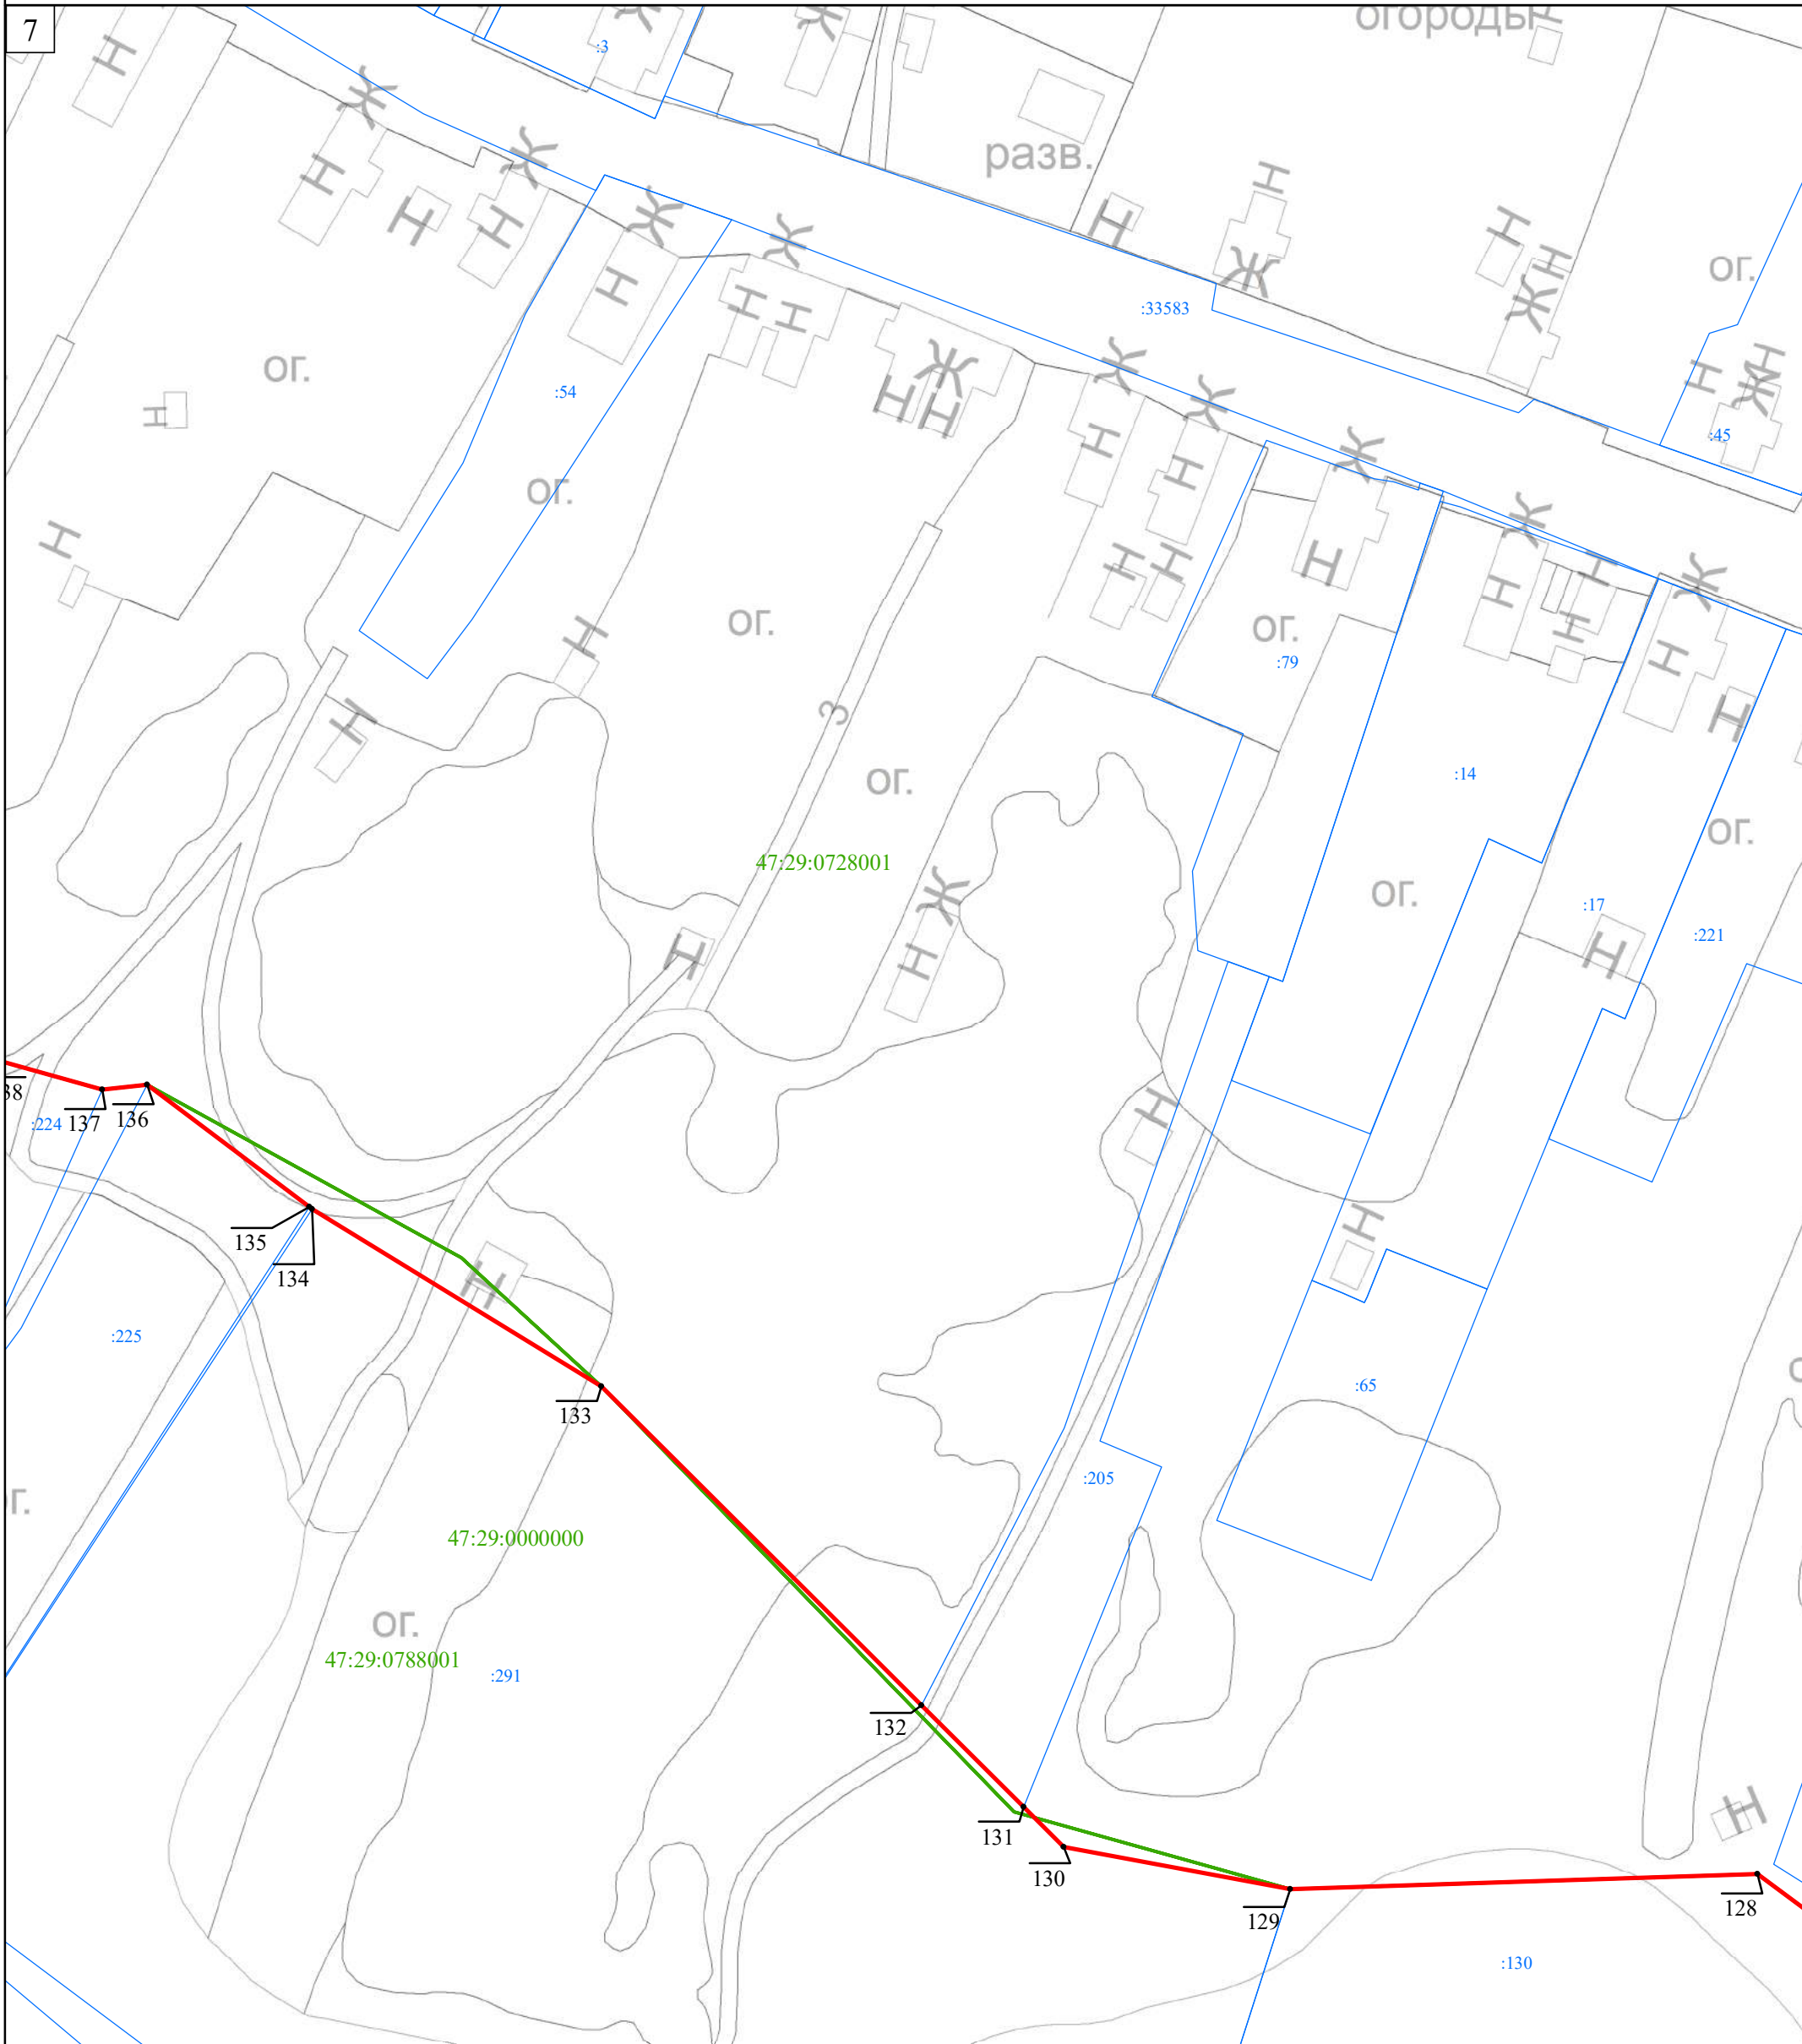 7
огороды
Н
Н
Н
:3
Н
Ж
разв.
Ж
Н
Н
Н
Н
Ж
Ж
Н
Н
Ж
Н
Н
Ж
ог.
Н
Н
:33583
Ж
Ж
Н
Н
Ж
ог.
Н
:54
Ж
Н
Н
Ж
Н
Ж
:45
Н
Н
Ж
ог.
Н
Ж
Н
Н
Н
Н
Н
Н
Ж
Н
ог.
Н
ог.
Н
:79
Н
Н
З
:14
ог.
ог.
47:29:0728001
Ж
ог.
:17
Н
Н
Н
:221
38
:224
137
136
Н
135
134
Н
Н
:225
133
:65
:205
47:29:0000000
ог.
47:29:0788001
:291
132
Н
131
130
129
128
:130